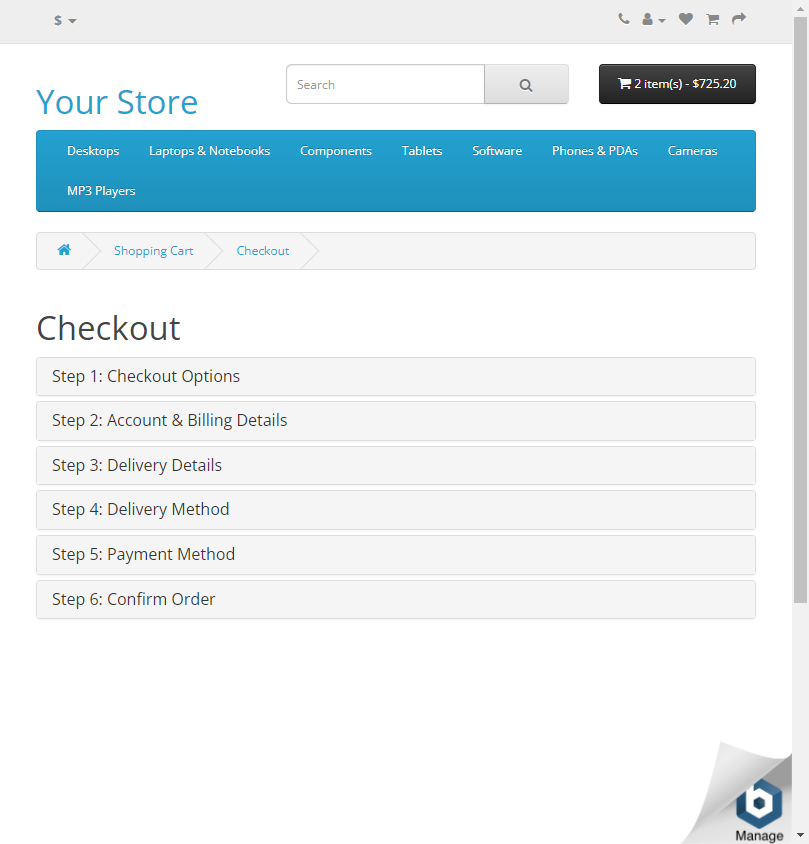 $
Search
2 item(s) - $725.20
Your Store
Desktops Laptops & Notebooks Components Tablets Software Phones & PDAs Cameras
MP3 Players
Shopping Cart Checkout
Checkout
Step 1: Checkout Options
Step 2: Account & Billing Details
Step 3: Delivery Details
Step 4: Delivery Method
Step 5: Payment Method
Step 6: Confirm Order
b
Manage